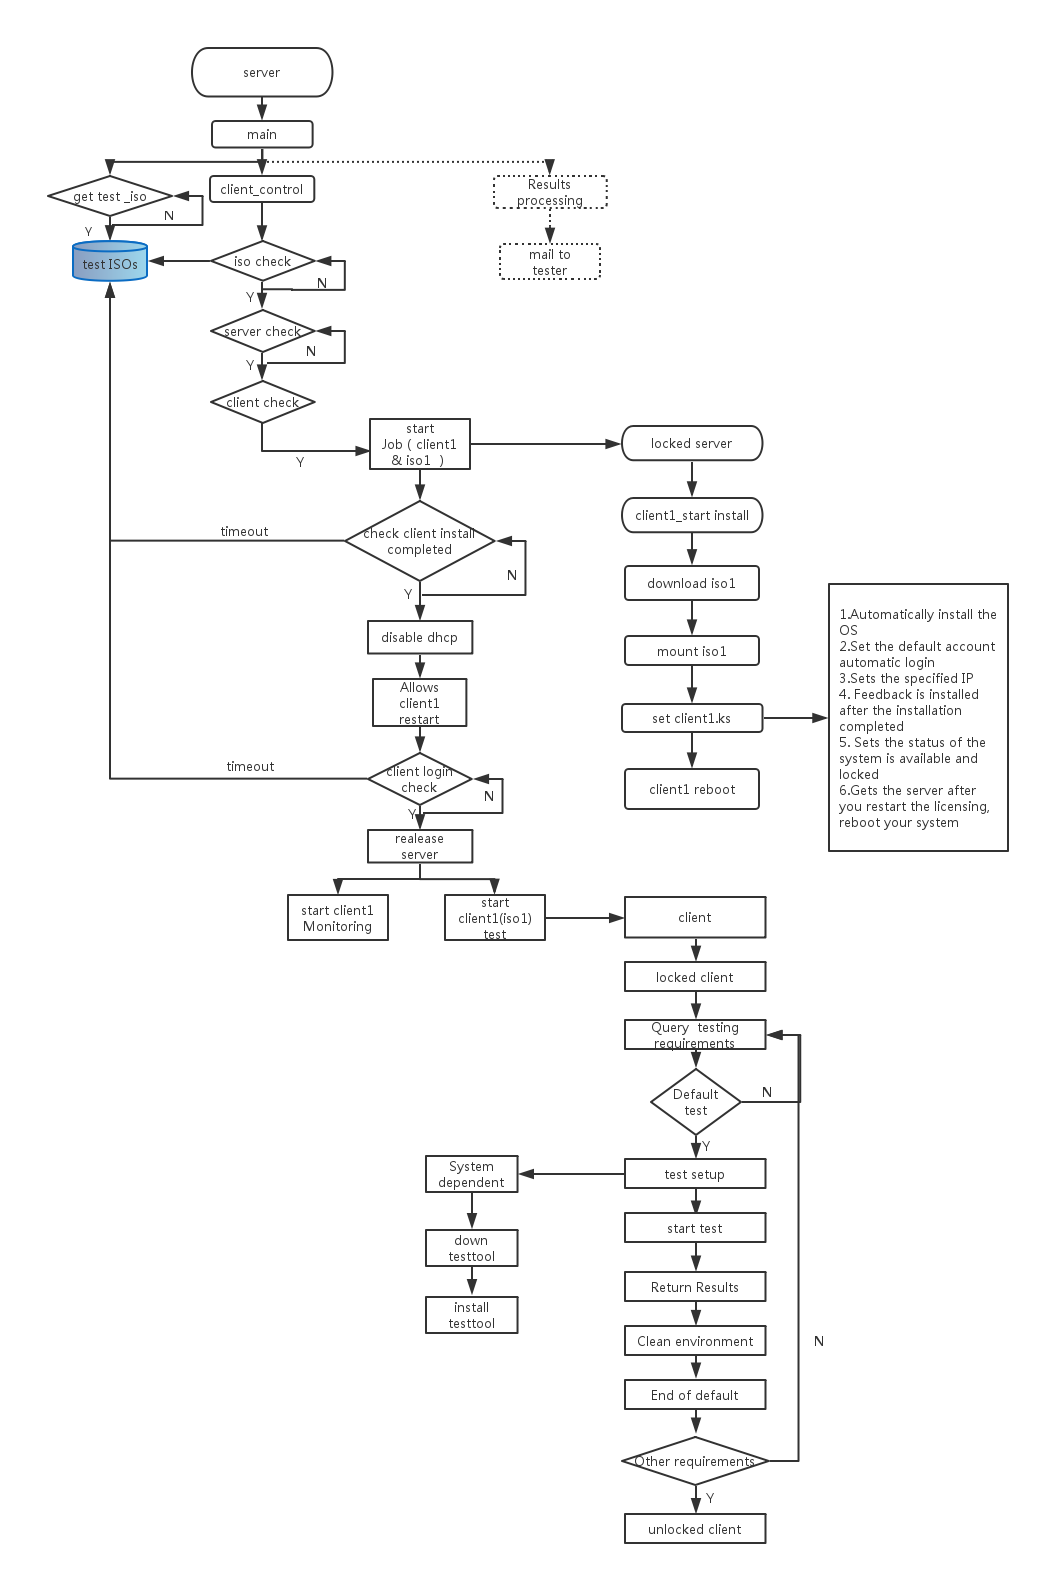 server
main
get test _iso
client_control
Results
processing
N
Y
test ISOs
iso check
mail to
tester
N
Y
server check
N
Y
client check
start
Job ( client1
& iso1  )
Y
locked server
timeout
check client install
completed
client1_start install
N
Y
download iso1
disable dhcp
mount iso1
Allows
client1
restart
set client1.ks
1.Automatically install the
OS
2.Set the default account
automatic login
3.Sets the specified IP
4. Feedback is installed
after the installation
completed
5. Sets the status of the
system is available and
locked
6.Gets the server after
you restart the licensing,
reboot your system
timeout
client login
check
N
Y
client1 reboot
realease
server
start client1
Monitoring
start
client1(iso1)
test
client
locked client
Query  testing
requirements
Default
test
N
Y
System
dependent
test setup
down
testtool
start test
install
testtool
Return Results
Clean environment
N
End of default
Other requirements
Y
unlocked client